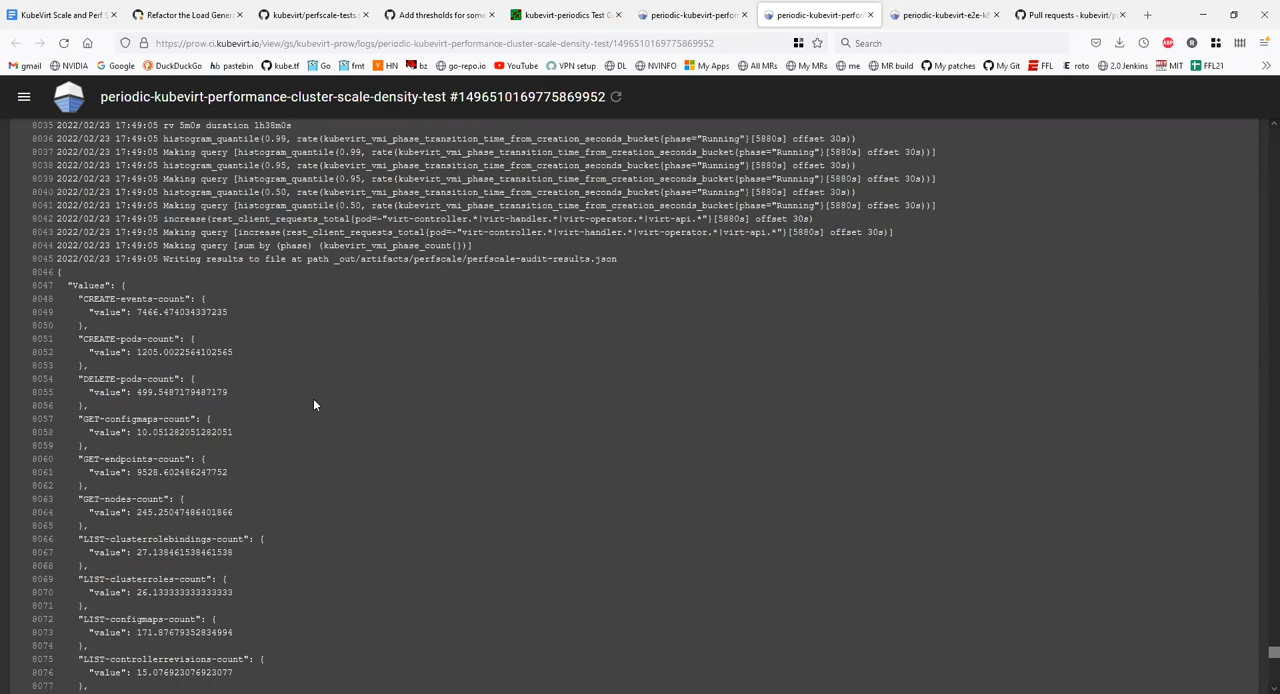 KubeVirt Scale and Perf S
Refactor the Load Genera
kubevirt/perfscale-tests.
Add thresholds for some
kubevirt-periodics Test G
periodic-kubevirt-perfor
periodic-kubevirt-perfor
periodic-kubevirt-e2e-k8
Pull requests · kubevirt/p
https://prow.ci.kubevirt.io/view/gs/kubevirt-prow/logs/periodic-kubevirt-performance-cluster-scale-density-test/1496510169775869952
Search
gmail NVIDIA Google DuckDuckGo pastebin kube.tf Go fmt HN bz go-repo.io YouTube VPN setup DL NVINFO My Apps All MRs My MRs me MR build My patches My Git FFL roto 2.0 Jenkins MIT FFL21
periodic-kubevirt-performance-cluster-scale-density-test #1496510169775869952
8035 2022/02/23 17:49:05 rv 5m0s duration 1h38m0s
8036 2022/02/23 17:49:05 histogram_quantile(0.99, rate(kubevirt_vmi_phase_transition_time_from_creation_seconds_bucket{phase="Running"}[5880s] offset 30s))
8037 2022/02/23 17:49:05 Making query [histogram_quantile(0.99, rate(kubevirt_vmi_phase_transition_time_from_creation_seconds_bucket{phase="Running"}[5880s] offset 30s))]
8038 2022/02/23 17:49:05 histogram_quantile(0.95, rate(kubevirt_vmi_phase_transition_time_from_creation_seconds_bucket{phase="Running"}[5880s] offset 30s))
8039 2022/02/23 17:49:05 Making query [histogram_quantile(0.95, rate(kubevirt_vmi_phase_transition_time_from_creation_seconds_bucket{phase="Running"}[5880s] offset 30s))]
8040 2022/02/23 17:49:05 histogram_quantile(0.50, rate(kubevirt_vmi_phase_transition_time_from_creation_seconds_bucket{phase="Running"}[5880s] offset 30s))
8041 2022/02/23 17:49:05 Making query [histogram_quantile(0.50, rate(kubevirt_vmi_phase_transition_time_from_creation_seconds_bucket{phase="Running"}[5880s] offset 30s))]
8042 2022/02/23 17:49:05 increase(rest_client_requests_total{pod=~"virt-controller.*|virt-handler.*|virt-operator.*|virt-api.*"}[5880s] offset 30s)
8043 2022/02/23 17:49:05 Making query [increase(rest_client_requests_total{pod=~"virt-controller.*|virt-handler.*|virt-operator.*|virt-api.*"}[5880s] offset 30s)]
8044 2022/02/23 17:49:05 Making query [sum by (phase) (kubevirt_vmi_phase_count{})]
8045 2022/02/23 17:49:05 Writing results to file at path _out/artifacts/perfscale/perfscale-audit-results.json
8046 {
8047 "Values": {
8048 "CREATE-events-count": {
8049 "value": 7466.474034337235
8050 },
8051 "CREATE-pods-count": {
8052 "value": 1205.0022564102565
8053 },
8054 "DELETE-pods-count": {
8055 "value": 499.5487179487179
8056 },
8057 "GET-configmaps-count": {
8058 "value": 10.051282051282051
8059 },
8060 "GET-endpoints-count": {
8061 "value": 9528.602486247752
8062 },
8063 "GET-nodes-count": {
8064 "value": 245.25047486401866
8065 },
8066 "LIST-clusterrolebindings-count": {
8067 "value": 27.138461538461538
8068 },
8069 "LIST-clusterroles-count": {
8070 "value": 26.133333333333333
8071 },
8072 "LIST-configmaps-count": {
8073 "value": 171.87679352834994
8074 },
8075 "LIST-controllerrevisions-count": {
8076 "value": 15.076923076923077
8077 },